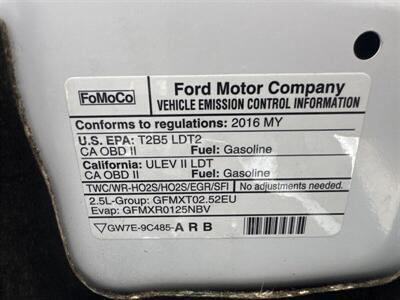 FoMoCo
Ford Motor Company
VEHICLE EMISSION CONTROL INFORMATION
Conforms to regulations: 2016 MY
U.S. EPA: T2B5 LDT2
CA OBD II Fuel: Gasoline
California: ULEV II LDT
CA OBD II Fuel: Gasoline
TWC/WR-HO2S/HO2S/EGR/SFI No adjustments needed.
2.5L-Group: GFMXT02.52EU
Evap: GFMXR0125NBV
GW7E-9C485-A R B